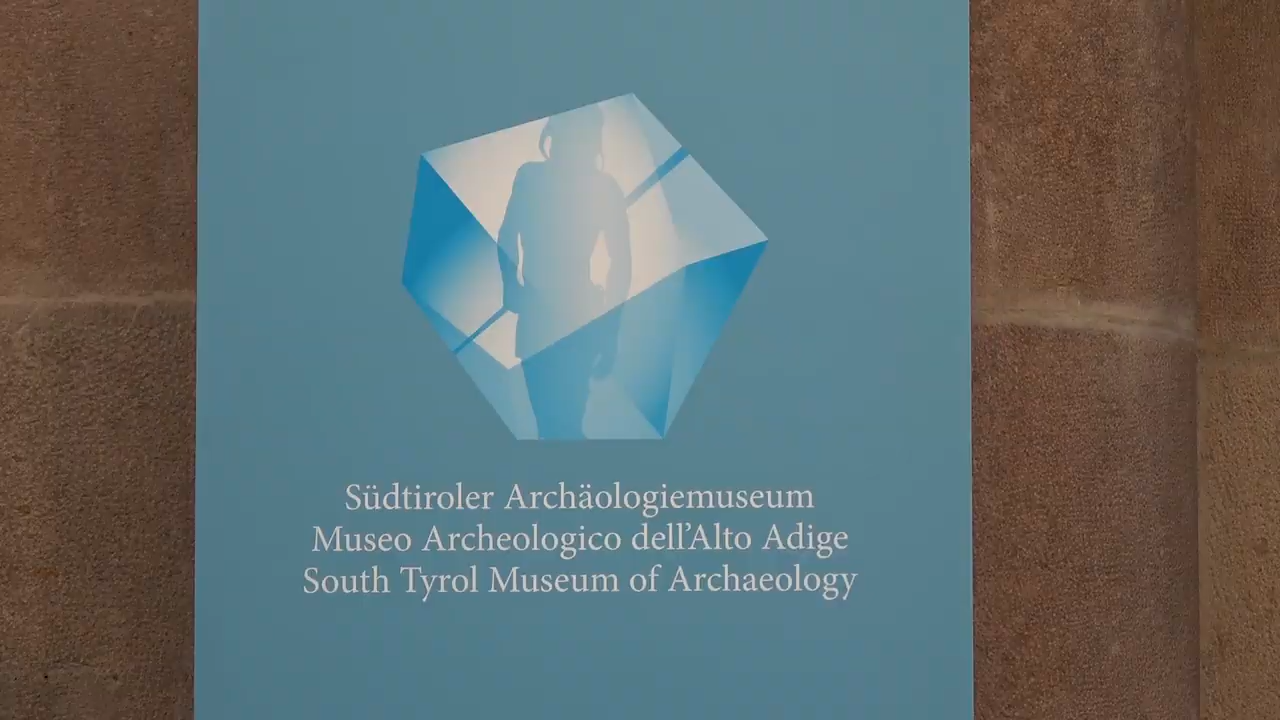 Südtiroler Archäologiemuseum
Museo Archeologico dell’Alto Adige
South Tyrol Museum of Archaeology